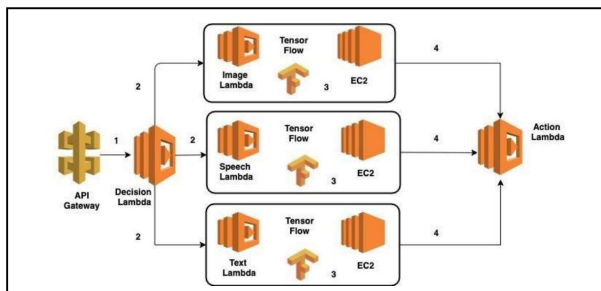 Tensor
Flow
4
Image
Lambda
3
EC2
2
1
2
Tensor
Flow
4
API
Gateway
Decision
Lambda
Speech
Lambda
3
EC2
Action
Lambda
2
Tensor
Flow
4
Text
Lambda
3
EC2